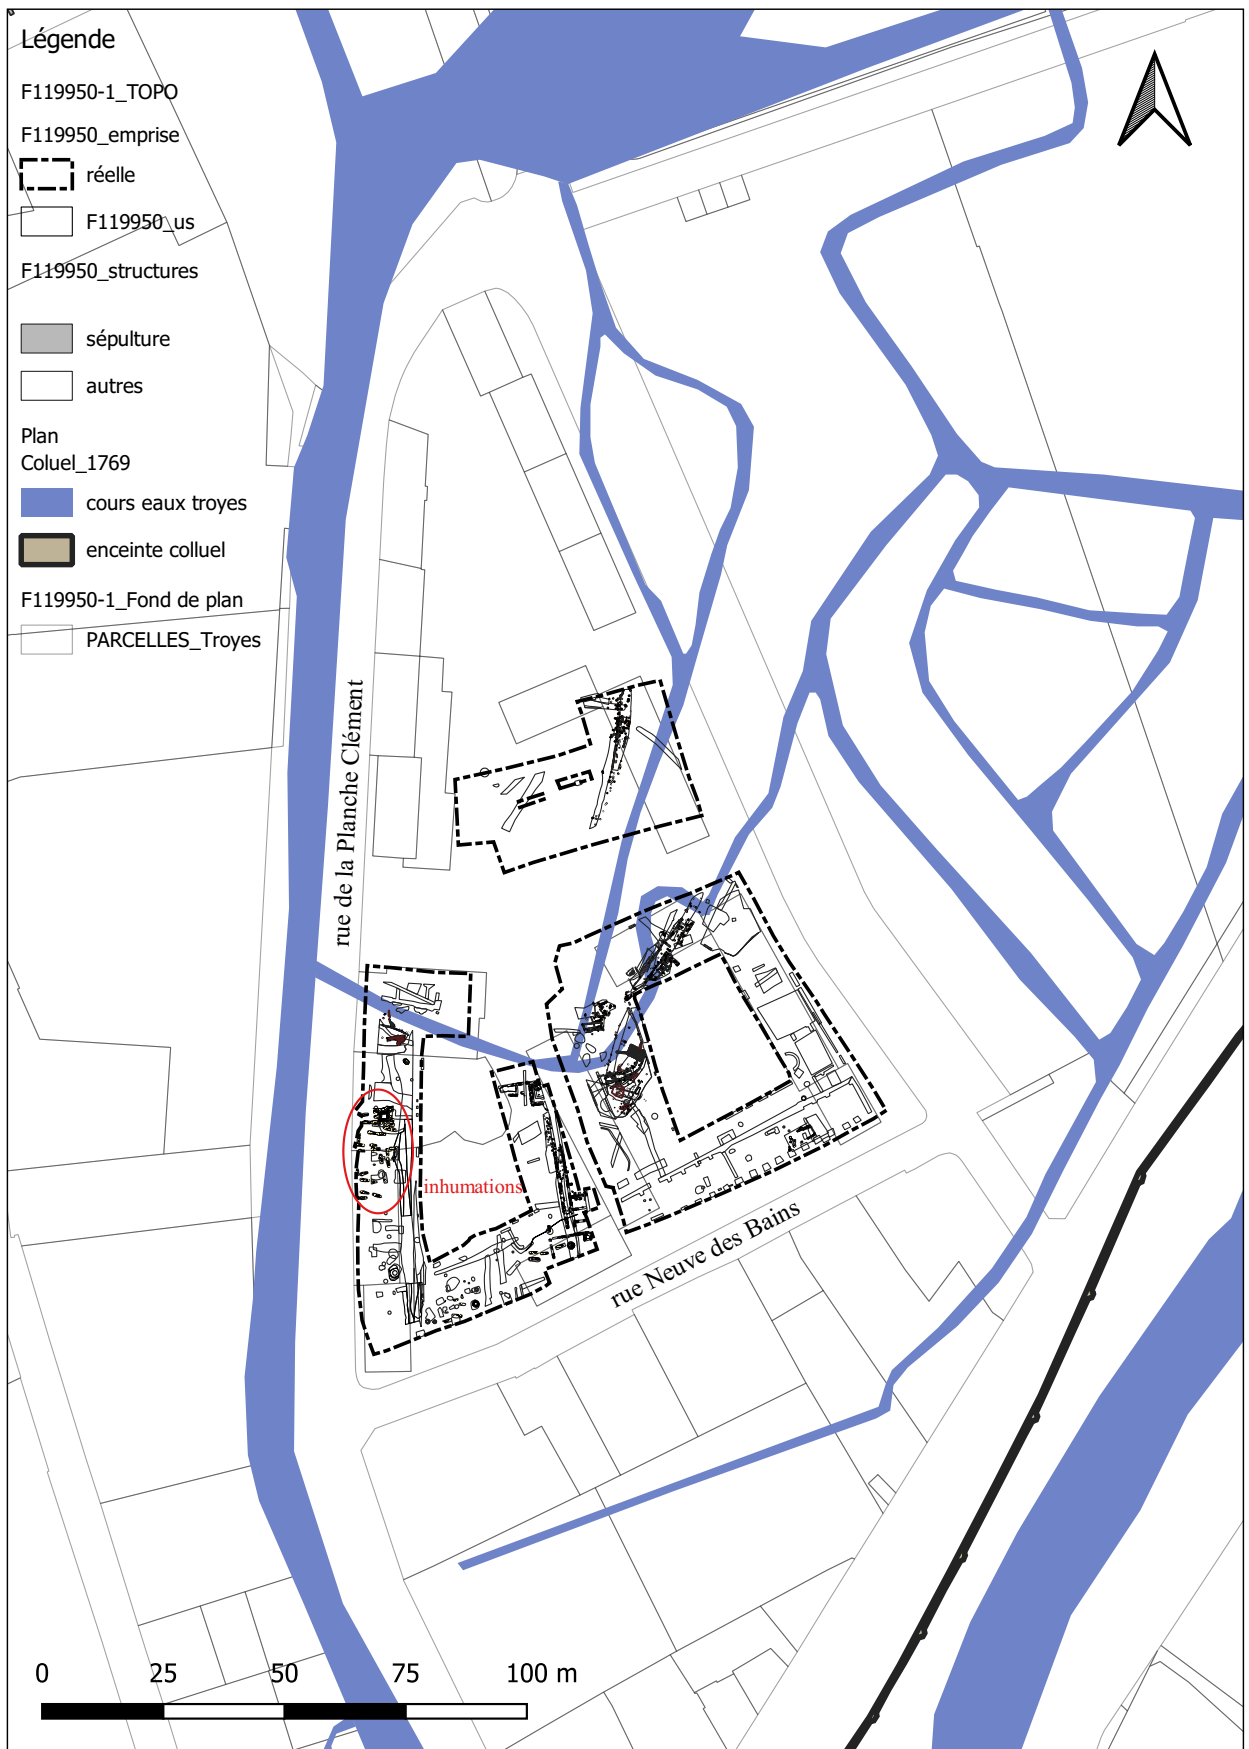 Légende
F119950-1_TOPO
F119950_emprise
réelle
F119950_us
F119950_structures
sépulture
autres
Plan
Coluel_1769
cours eaux troyes
enceinte colluel
F119950-1_Fond de plan
PARCELLES_Troyes
rue de la Planche Clément
inhumations
rue Neuve des Bains
0 25 50 75 100 m